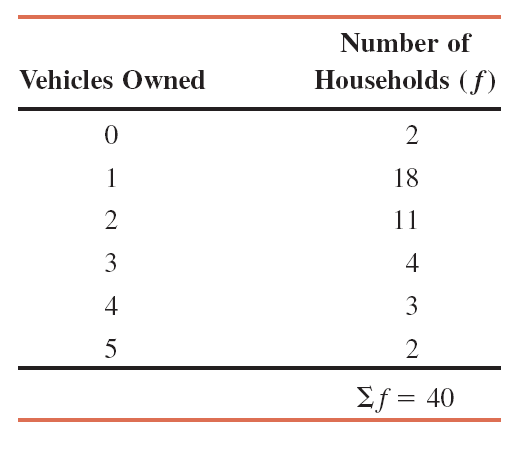 Number of
Vehicles Owned Households (f)
0 2
1 18
2 11
3 4
4 3
5 2
Σf = 40